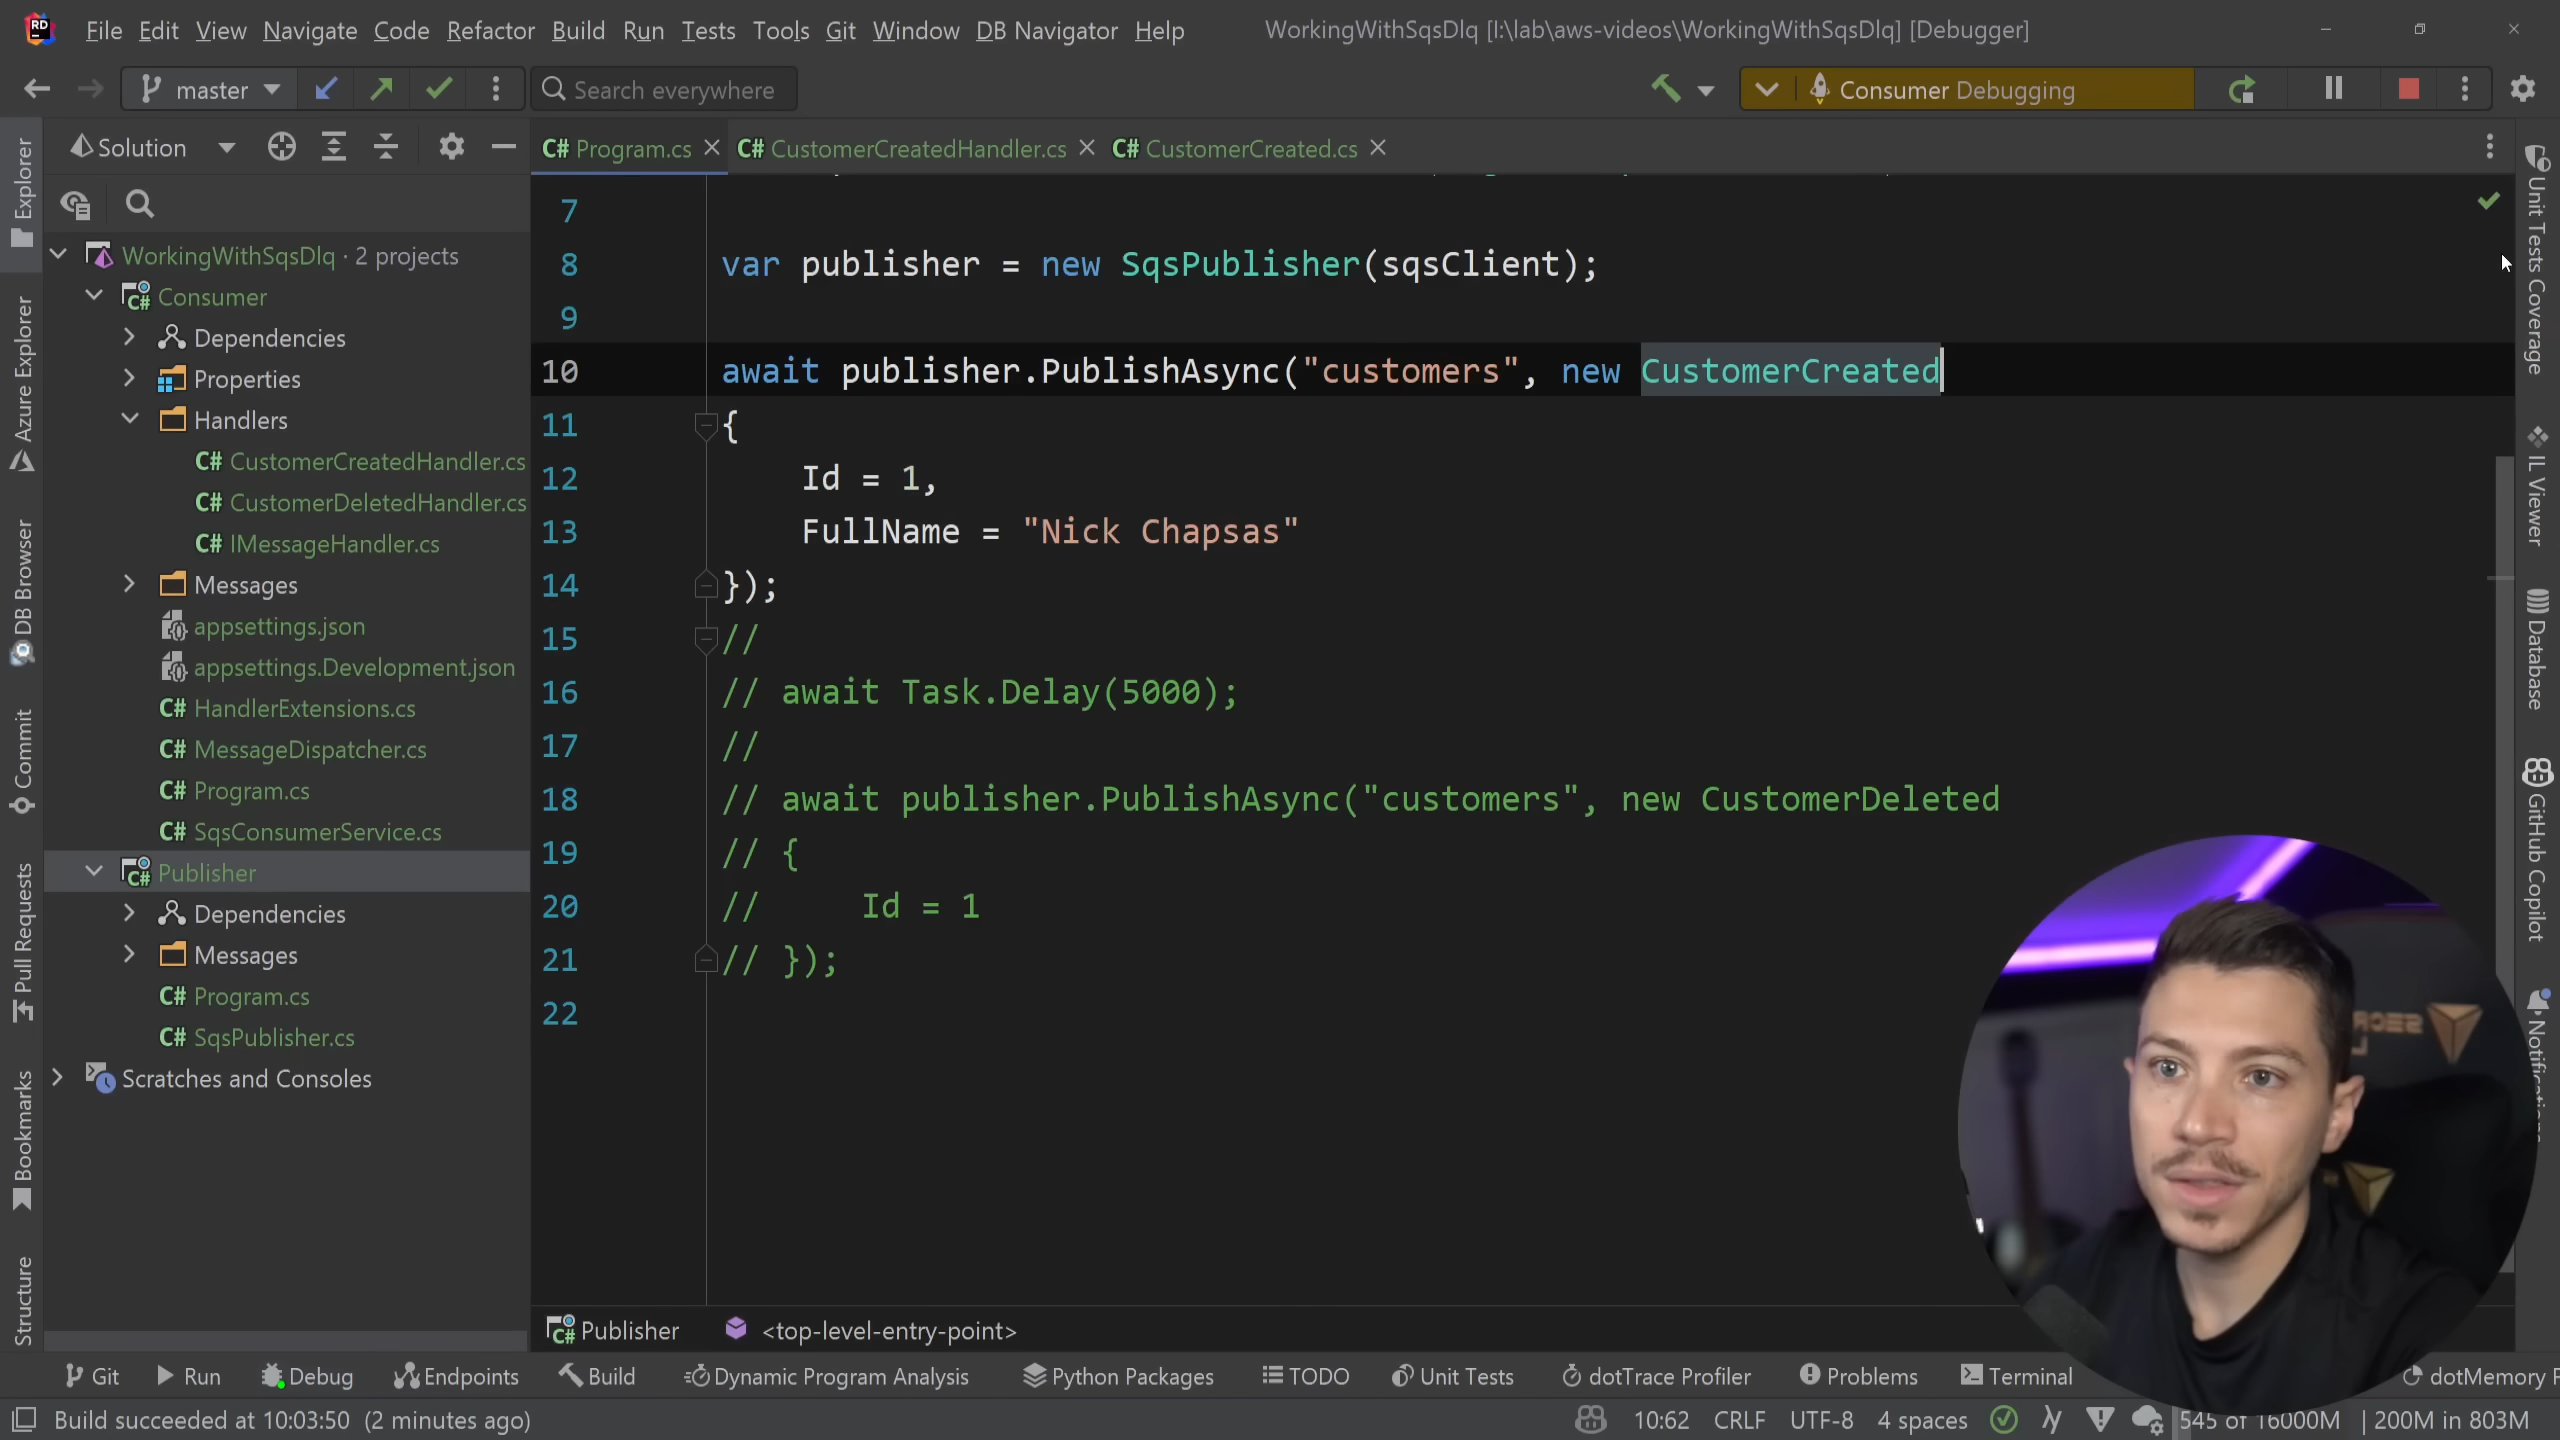 File Edit View Navigate Code Refactor Build Run Tests Tools Git Window DB Navigator Help
WorkingWithSqsDlq [I:\lab\aws-videos\WorkingWithSqsDlq] [Debugger]
master
Search everywhere
Consumer Debugging
Solution
Program.cs
CustomerCreatedHandler.cs
CustomerCreated.cs
WorkingWithSqsDlq · 2 projects
Consumer
Dependencies
Properties
Handlers
C# CustomerCreatedHandler.cs
C# CustomerDeletedHandler.cs
C# IMessageHandler.cs
Messages
appsettings.json
appsettings.Development.json
C# HandlerExtensions.cs
C# MessageDispatcher.cs
C# Program.cs
C# SqsConsumerService.cs
Publisher
Dependencies
Messages
C# Program.cs
C# SqsPublisher.cs
Scratches and Consoles
7
8 var publisher = new SqsPublisher(sqsClient);
9
10 await publisher.PublishAsync("customers", new CustomerCreated
11 {
12 Id = 1,
13 FullName = "Nick Chapsas"
14 });
15 //
16 // await Task.Delay(5000);
17 //
18 // await publisher.PublishAsync("customers", new CustomerDeleted
19 // {
20 // Id = 1
21 // });
22
Explorer
Azure Explorer
DB Browser
Commit
Pull Requests
Bookmarks
Structure
Unit Tests Coverage
IL Viewer
Database
GitHub Copilot
Publisher
<top-level-entry-point>
Git Run Debug Endpoints Build Dynamic Program Analysis Python Packages TODO Unit Tests dotTrace Profiler Problems Terminal dotMemory
Build succeeded at 10:03:50 (2 minutes ago)
10:62 CRLF UTF-8 4 spaces 545 of 16000M | 200M in 803M